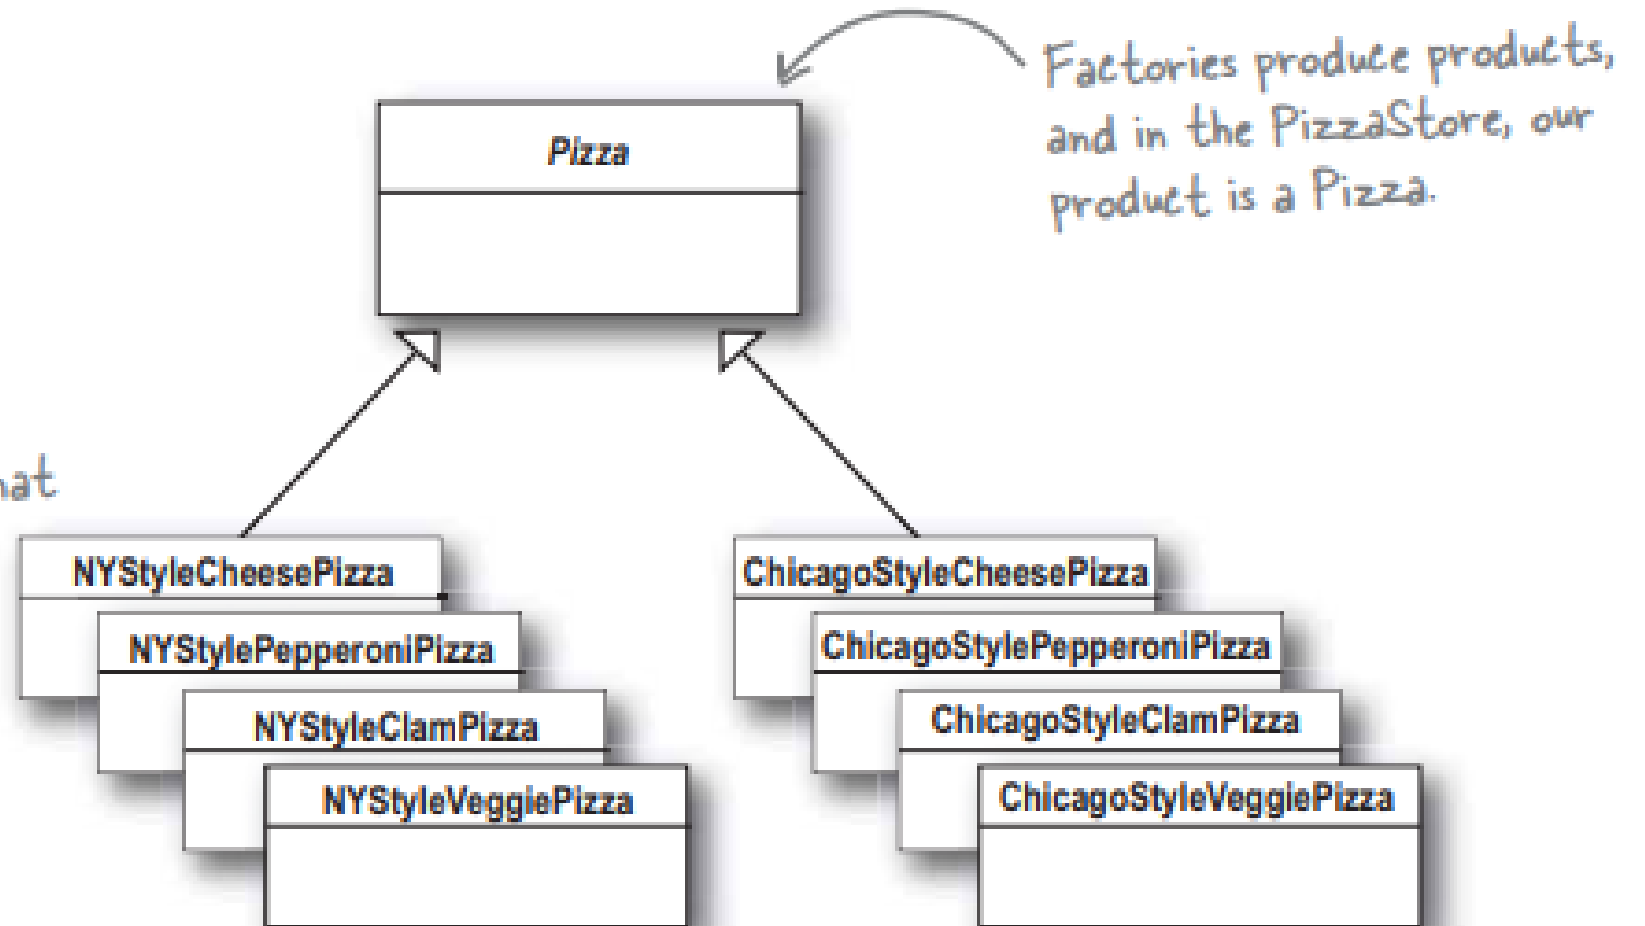 Factories produce products,
and in the PizzaStore, our
product is a Pizza.
Pizza
NYStyleCheesePizza
NYStylePepperoniPizza
NYStyleClamPizza
NYStyleVeggiePizza
ChicagoStyleCheesePizza
ChicagoStylePepperoniPizza
ChicagoStyleClamPizza
ChicagoStyleVeggiePizza